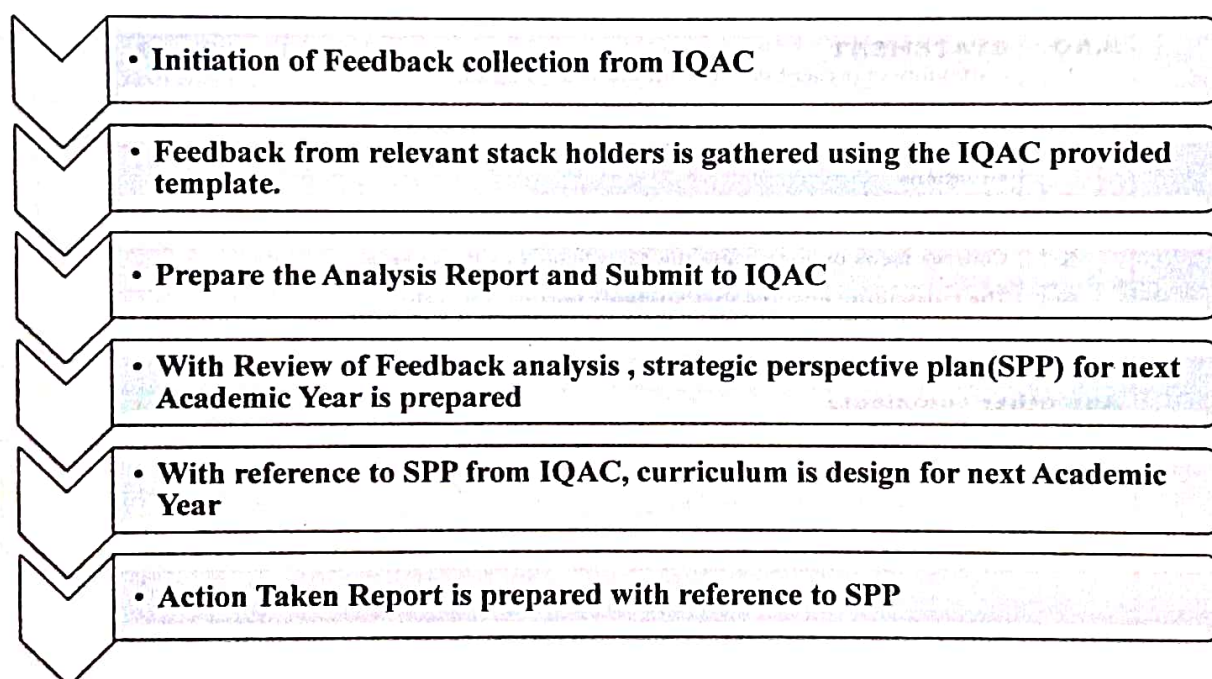 • Initiation of Feedback collection from IQAC
• Feedback from relevant stack holders is gathered using the IQAC provided
template.
• Prepare the Analysis Report and Submit to IQAC
• With Review of Feedback analysis , strategic perspective plan(SPP) for next
Academic Year is prepared
• With reference to SPP from IQAC, curriculum is design for next Academic
Year
• Action Taken Report is prepared with reference to SPP